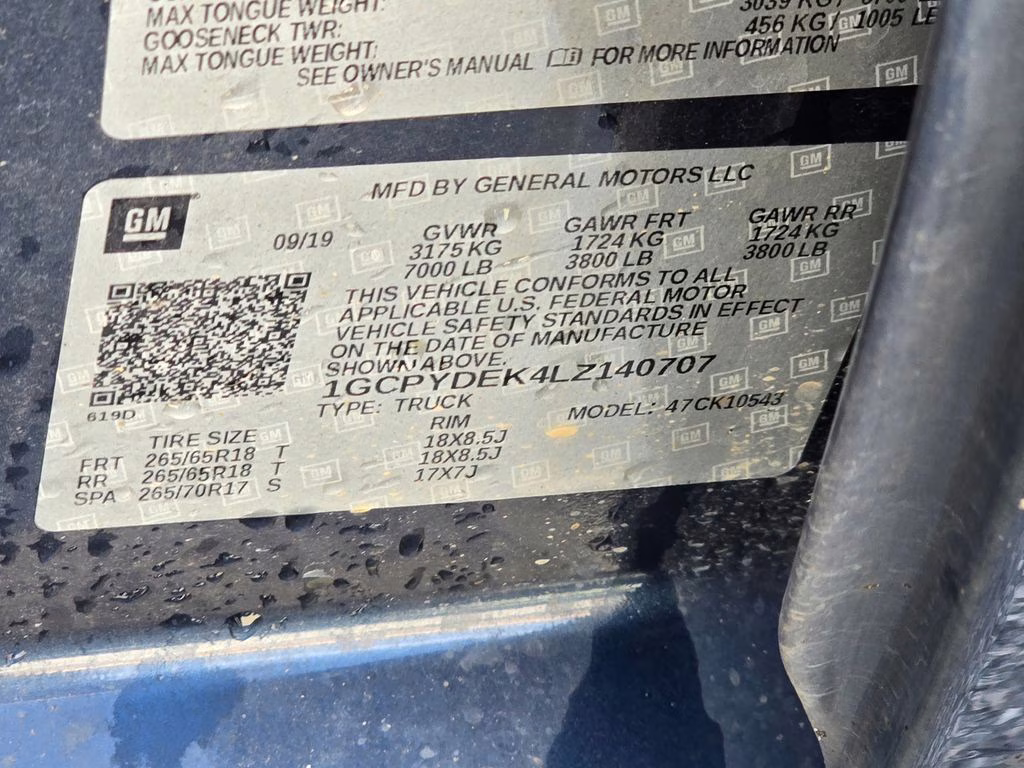 MAX TONGUE WEIGHT:
GOOSENECK TWR: 3039 KG /
MAX TONGUE WEIGHT: 456 KG / 1005 LB
SEE OWNER'S MANUAL FOR MORE INFORMATION
GM
MFD BY GENERAL MOTORS LLC
09/19
GVWR GAWR FRT GAWR RR
3175 KG 1724 KG 1724 KG
7000 LB 3800 LB 3800 LB
THIS VEHICLE CONFORMS TO ALL
APPLICABLE U.S. FEDERAL MOTOR
VEHICLE SAFETY STANDARDS IN EFFECT
ON THE DATE OF MANUFACTURE
SHOWN ABOVE.
1GCPYDEK4LZ140707
619D
TYPE: TRUCK MODEL: 47CK10543
TIRE SIZE RIM
FRT 265/65R18 T 18X8.5J
RR 265/65R18 T 18X8.5J
SPA 265/70R17 S 17X7J